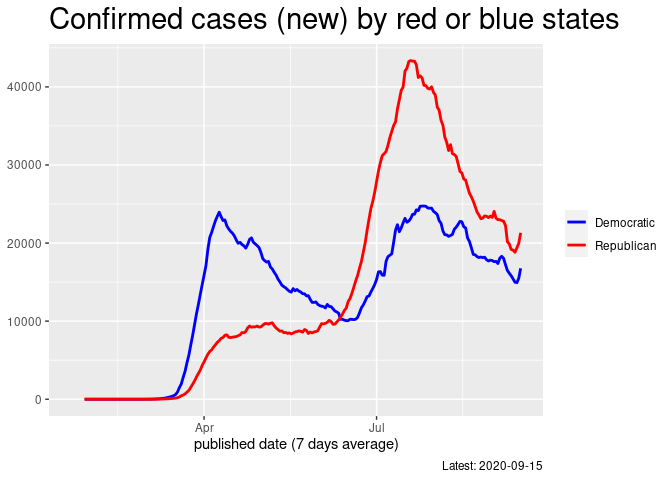 Confirmed cases (new) by red or blue states
40000
30000
20000
10000
0
Apr
Jul
published date (7 days average)
Democratic
Republican
Latest: 2020-09-15